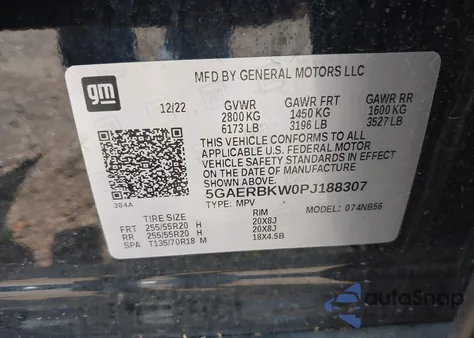 MFD BY GENERAL MOTORS LLC
gm
12/22 GVWR GAWR FRT GAWR RR
2800 KG 1450 KG 1600 KG
6173 LB 3196 LB 3527 LB
THIS VEHICLE CONFORMS TO ALL
APPLICABLE U.S. FEDERAL MOTOR
VEHICLE SAFETY STANDARDS IN EFFECT
ON THE DATE OF MANUFACTURE SHOWN ABOVE.
384A
5GAERBKW0PJ188307
TYPE: MPV MODEL: 074NB56
TIRE SIZE RIM
FRT 255/55R20 H 20X8J
RR 255/55R20 H 20X8J
SPA T135/70R18 M 18X4.5B
autoSnap